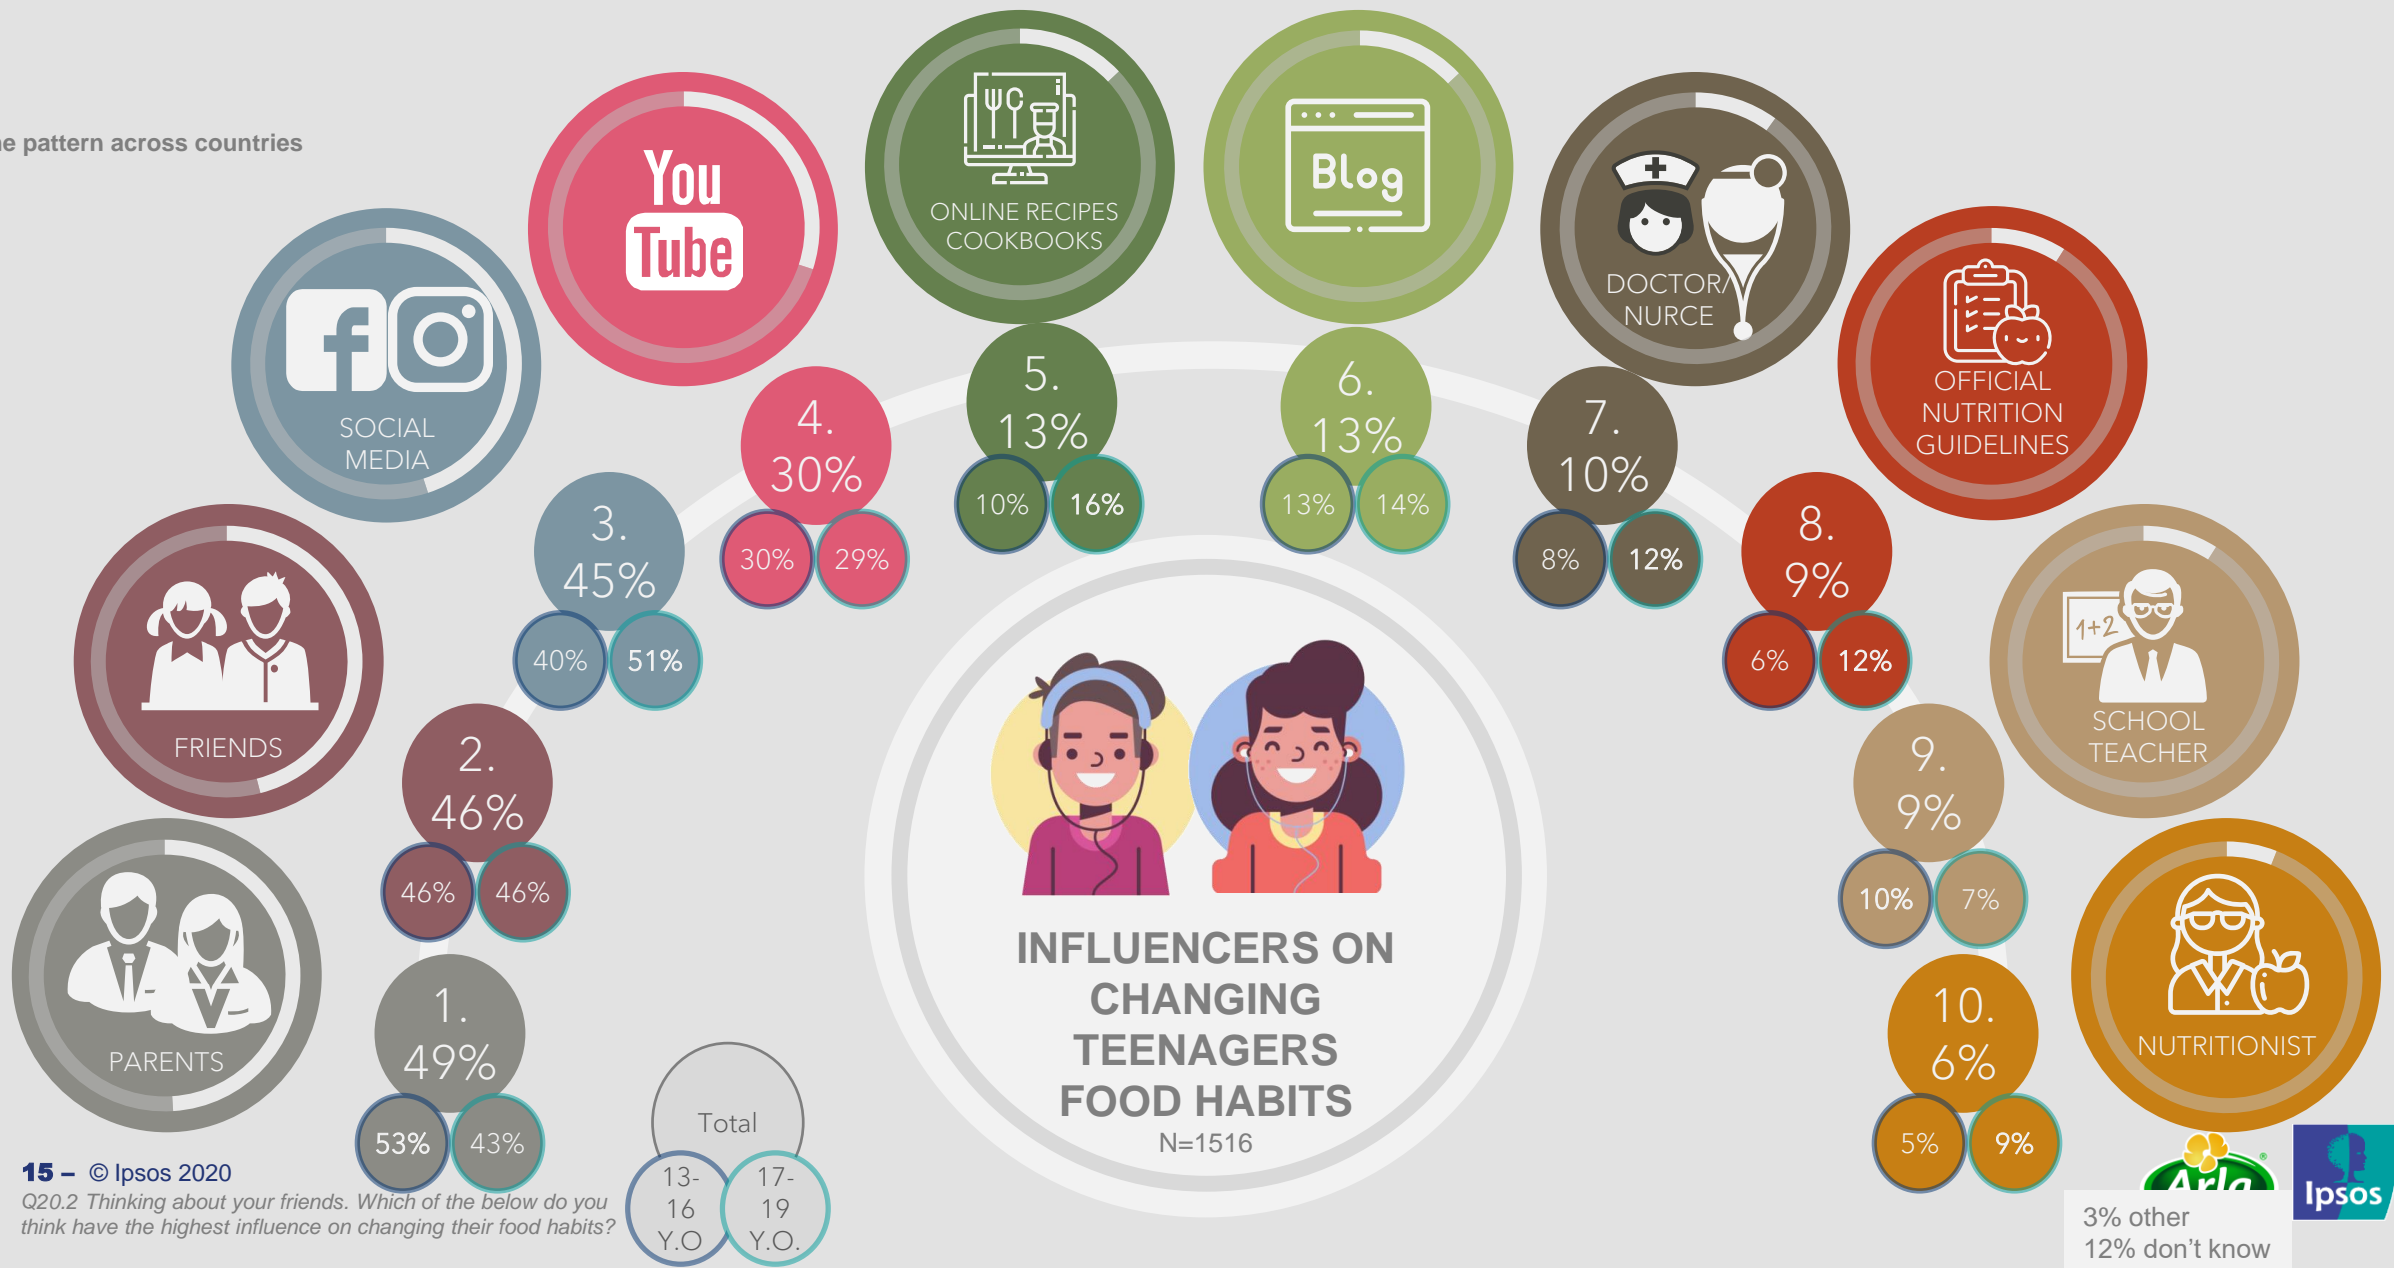 e pattern across countries
You
Tube
ONLINE RECIPES
COOKBOOKS
Blog
DOCTOR/
NURCE
OFFICIAL
NUTRITION
GUIDELINES
SOCIAL
MEDIA
FRIENDS
PARENTS
1+2
SCHOOL
TEACHER
NUTRITIONIST
1.
49%
53% 43%
2.
46%
46% 46%
3.
45%
40% 51%
4.
30%
30% 29%
5.
13%
10% 16%
6.
13%
13% 14%
7.
10%
8% 12%
8.
9%
6% 12%
9.
9%
10% 7%
10.
6%
5% 9%
INFLUENCERS ON
CHANGING
TEENAGERS
FOOD HABITS
N=1516
Total
13-
16
Y.O
17-
19
Y.O.
15 – © Ipsos 2020
Q20.2 Thinking about your friends. Which of the below do you
think have the highest influence on changing their food habits?
Arla
Ipsos
3% other
12% don't know